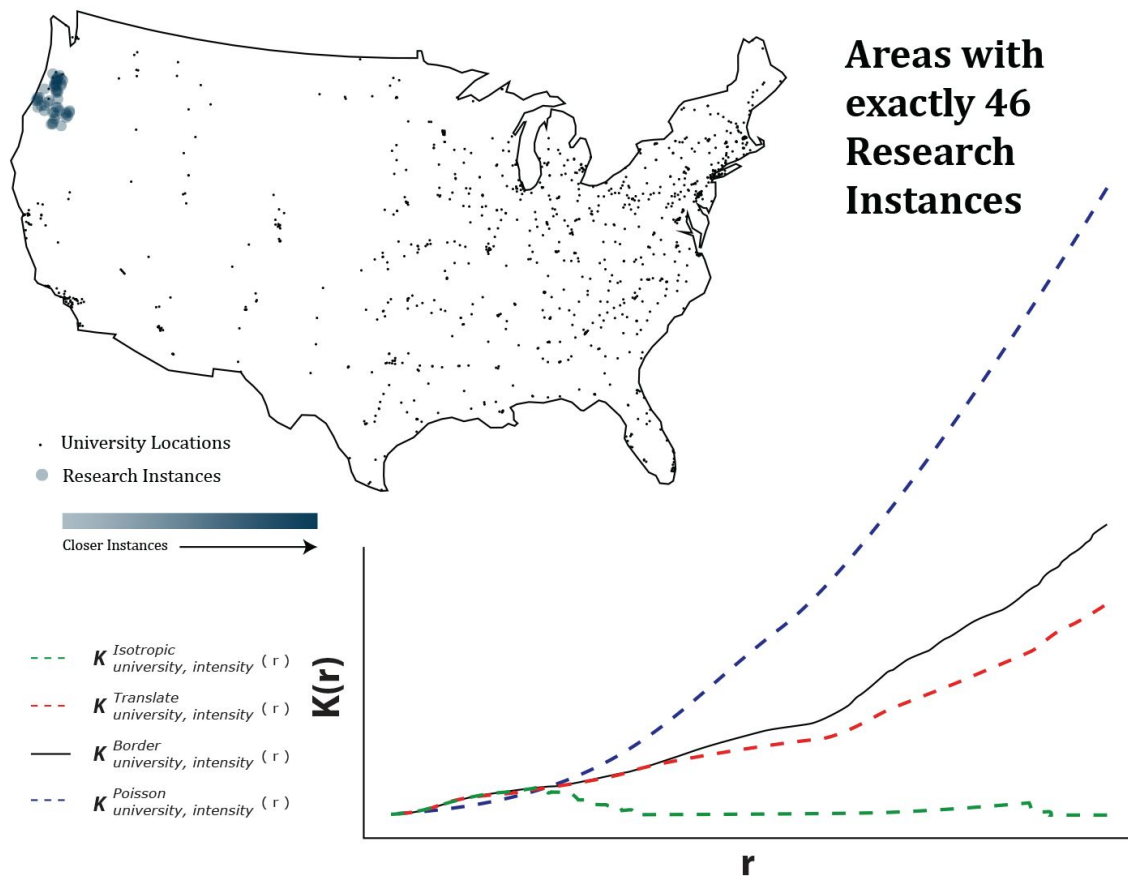 Areas with
exactly 46
Research
Instances
University Locations
Research Instances
Closer Instances
K Isotropic university, intensity ( r )
K Translate university, intensity ( r )
K Border university, intensity ( r )
K Poisson university, intensity ( r )
K(r)
r